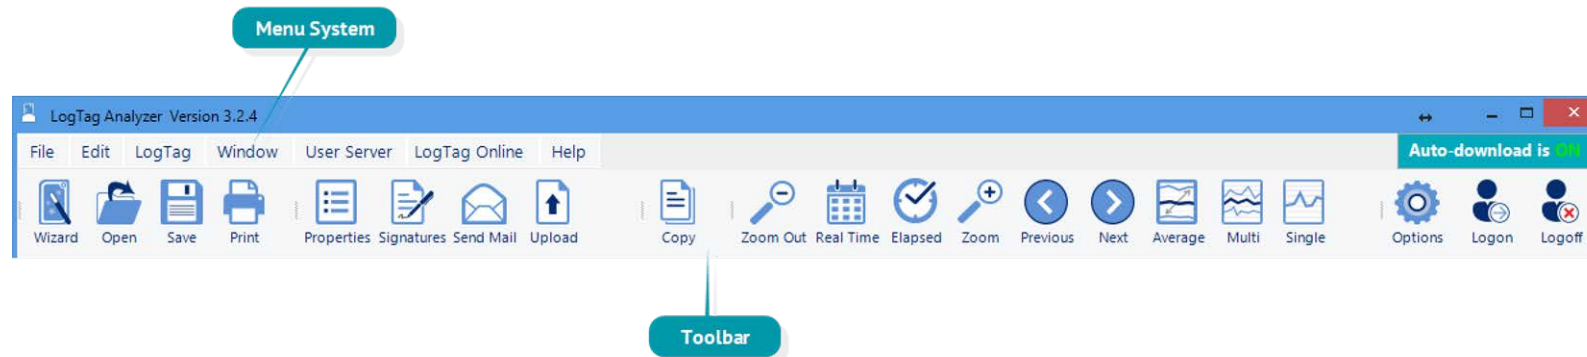 Menu System
LogTag Analyzer Version 3.2.4
File Edit LogTag Window User Server LogTag Online Help Auto-download is ON
Wizard Open Save Print Properties Signatures Send Mail Upload Copy Zoom Out Real Time Elapsed Zoom Previous Next Average Multi Single Options Logon Logoff
Toolbar